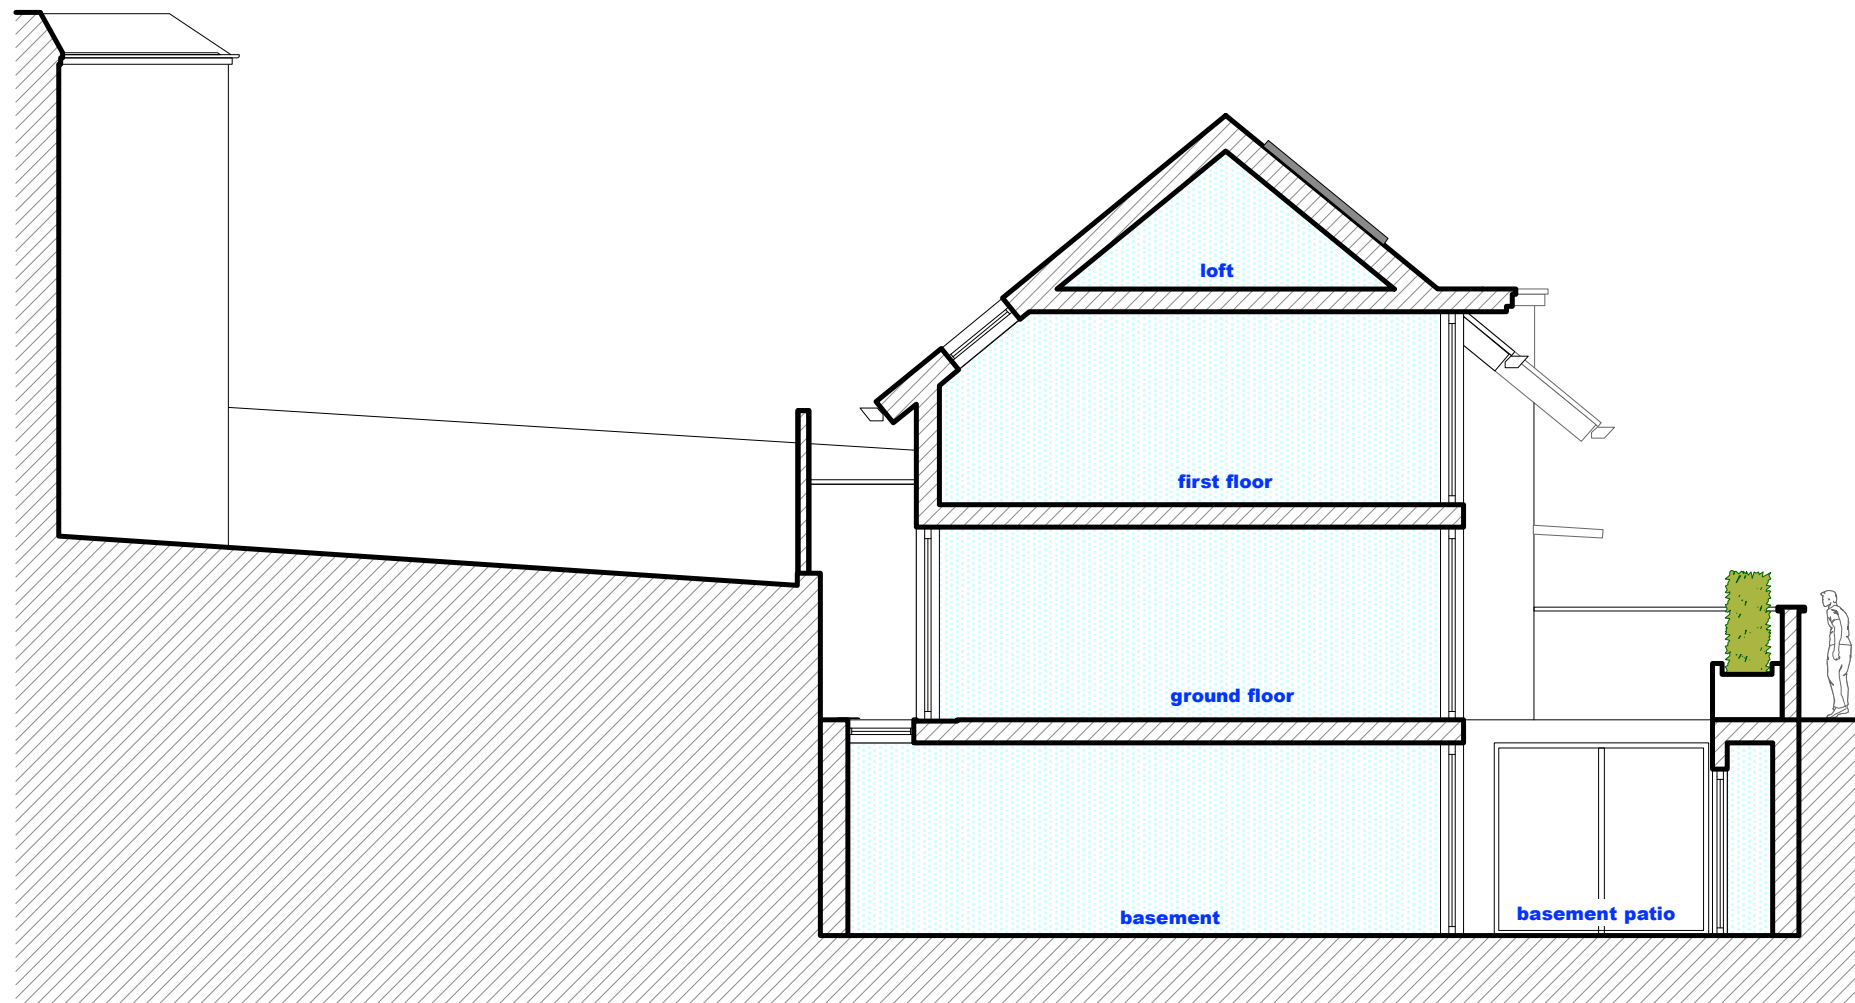 loft
first floor
ground floor
basement
basement patio